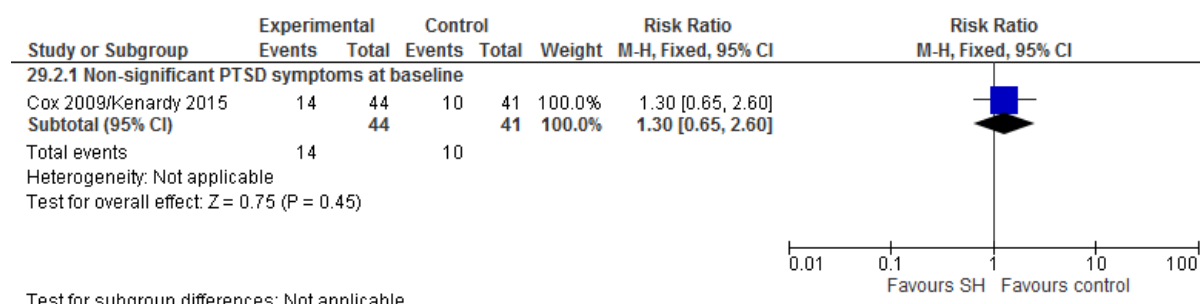 Experimental Control Risk Ratio Risk Ratio
Study or Subgroup Events Total Events Total Weight M-H, Fixed, 95% CI M-H, Fixed, 95% CI
29.2.1 Non-significant PTSD symptoms at baseline
Cox 2009/Kenardy 2015 14 44 10 41 100.0% 1.30 [0.65, 2.60]
Subtotal (95% CI) 44 41 100.0% 1.30 [0.65, 2.60]
Total events 14 10
Heterogeneity: Not applicable
Test for overall effect: Z = 0.75 (P = 0.45)
0.01 0.1 1 10 100
Favours SH Favours control
Test for subgroup differences: Not applicable